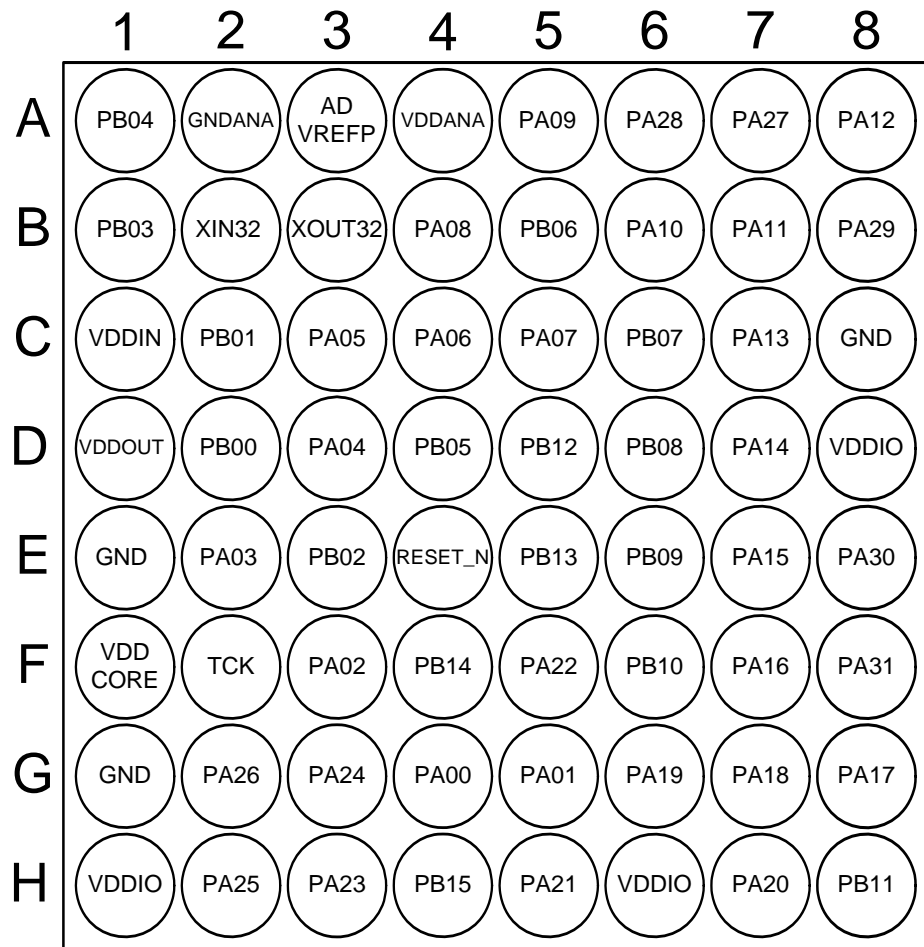 1 2 3 4 5 6 7 8
A PB04 GNDANA AD VREFP VDDANA PA09 PA28 PA27 PA12
B PB03 XIN32 XOUT32 PA08 PB06 PA10 PA11 PA29
C VDDIN PB01 PA05 PA06 PA07 PB07 PA13 GND
D VDDOUT PB00 PA04 PB05 PB12 PB08 PA14 VDDIO
E GND PA03 PB02 RESET_N PB13 PB09 PA15 PA30
F VDD CORE TCK PA02 PB14 PA22 PB10 PA16 PA31
G GND PA26 PA24 PA00 PA01 PA19 PA18 PA17
H VDDIO PA25 PA23 PB15 PA21 VDDIO PA20 PB11